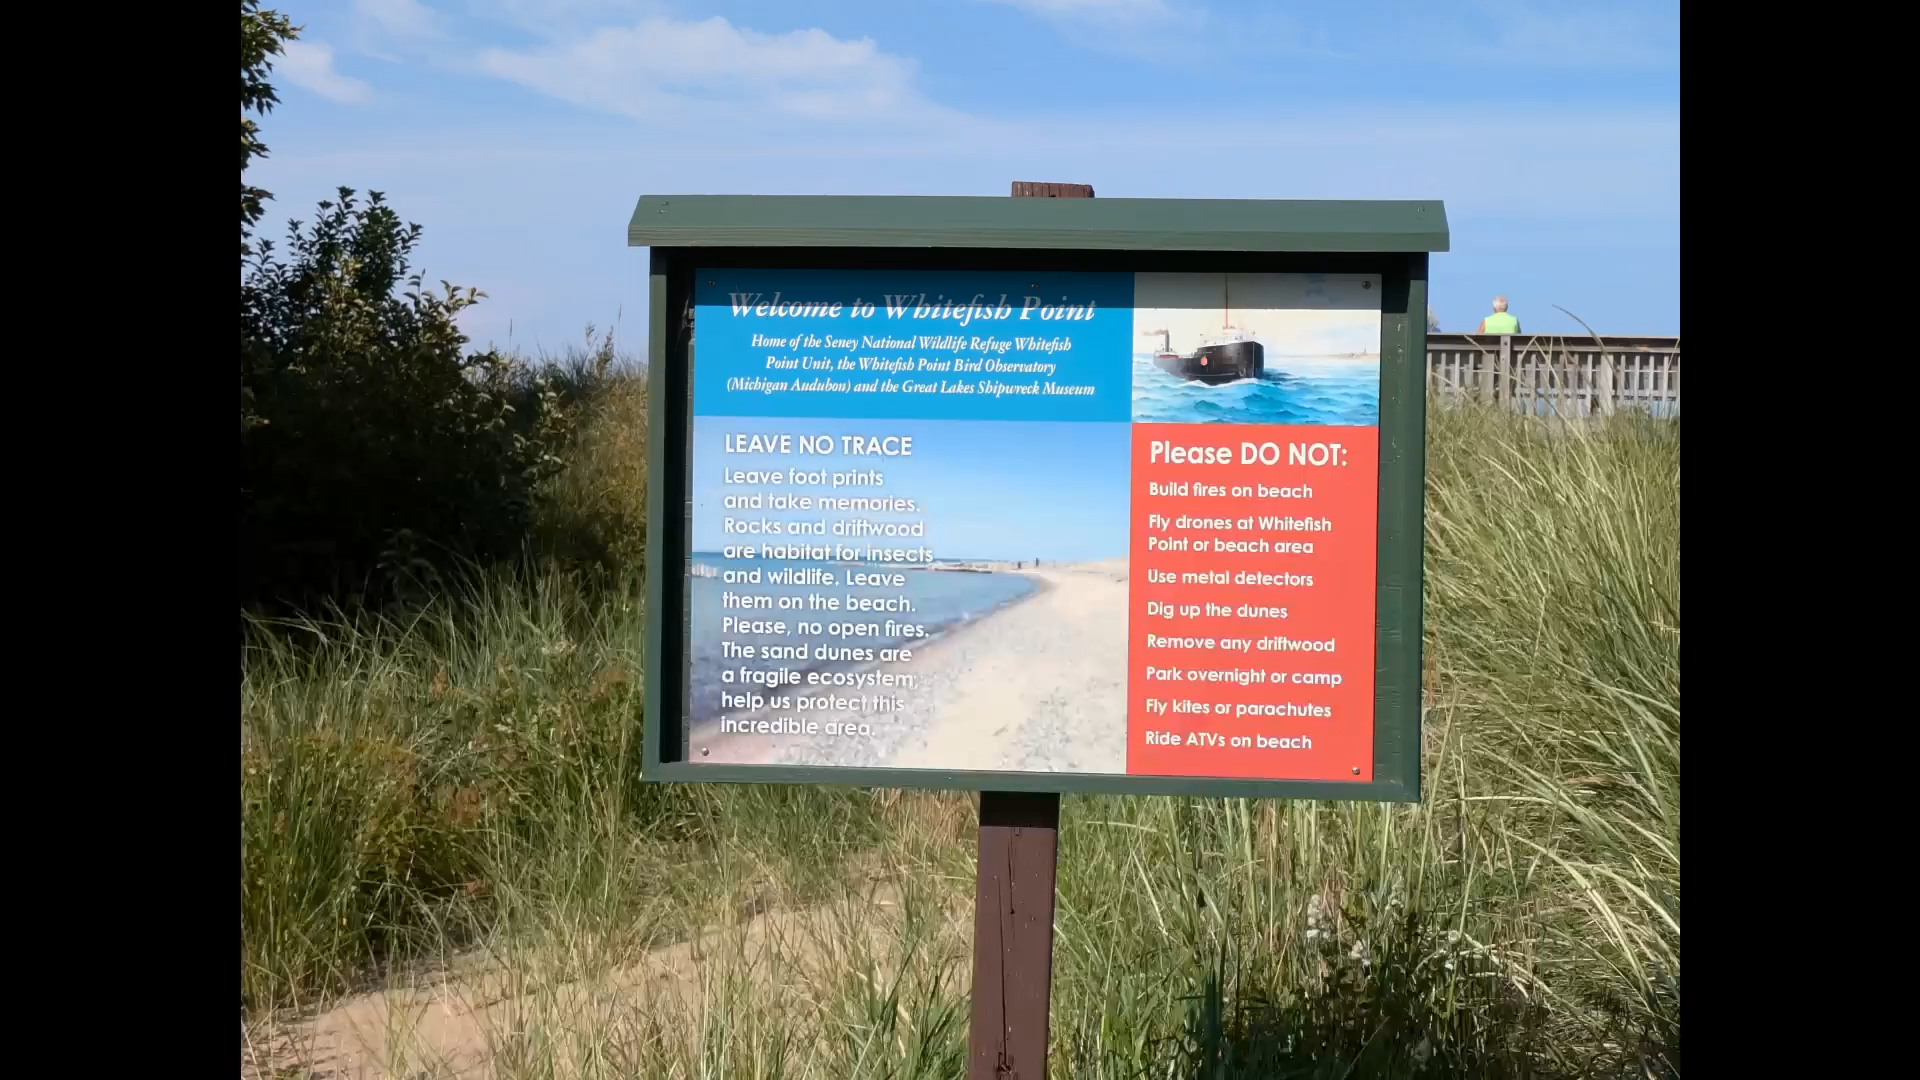 Welcome to Whitefish Point
Home of the Seney National Wildlife Refuge Whitefish
Point Unit, the Whitefish Point Bird Observatory
(Michigan Audubon) and the Great Lakes Shipwreck Museum
LEAVE NO TRACE
Leave foot prints
and take memories.
Rocks and driftwood
are habitat for insects
and wildlife. Leave
them on the beach.
Please, no open fires.
The sand dunes are
a fragile ecosystem;
help us protect this
incredible area.
Please DO NOT:
Build fires on beach
Fly drones at Whitefish
Point or beach area
Use metal detectors
Dig up the dunes
Remove any driftwood
Park overnight or camp
Fly kites or parachutes
Ride ATVs on beach